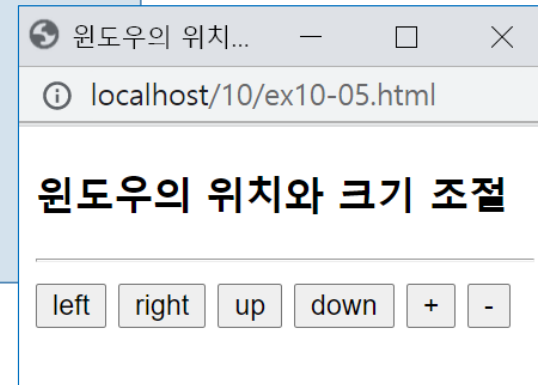 윈도우의 위치...
localhost/10/ex10-05.html
윈도우의 위치와 크기 조절
left right up down + -